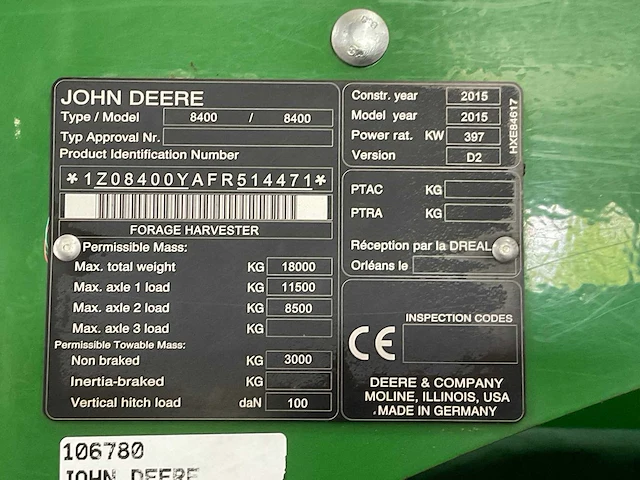 JOHN DEERE
Type / Model 8400 / 8400
Typ Approval Nr.
Product Identification Number
*1Z08400YAFR514471*
FORAGE HARVESTER
Permissible Mass:
Max. total weight KG 18000
Max. axle 1 load KG 11500
Max. axle 2 load KG 8500
Max. axle 3 load KG
Permissible Towable Mass:
Non braked KG 3000
Inertia-braked KG
Vertical hitch load daN 100
Constr. year 2015
Model year 2015
Power rat. KW 397
Version D2
HXE84617
PTAC KG
PTRA KG
Réception par la DREAL
Orléans le
INSPECTION CODES
CE
DEERE & COMPANY
MOLINE, ILLINOIS, USA
MADE IN GERMANY
106780
JOHN DEERE